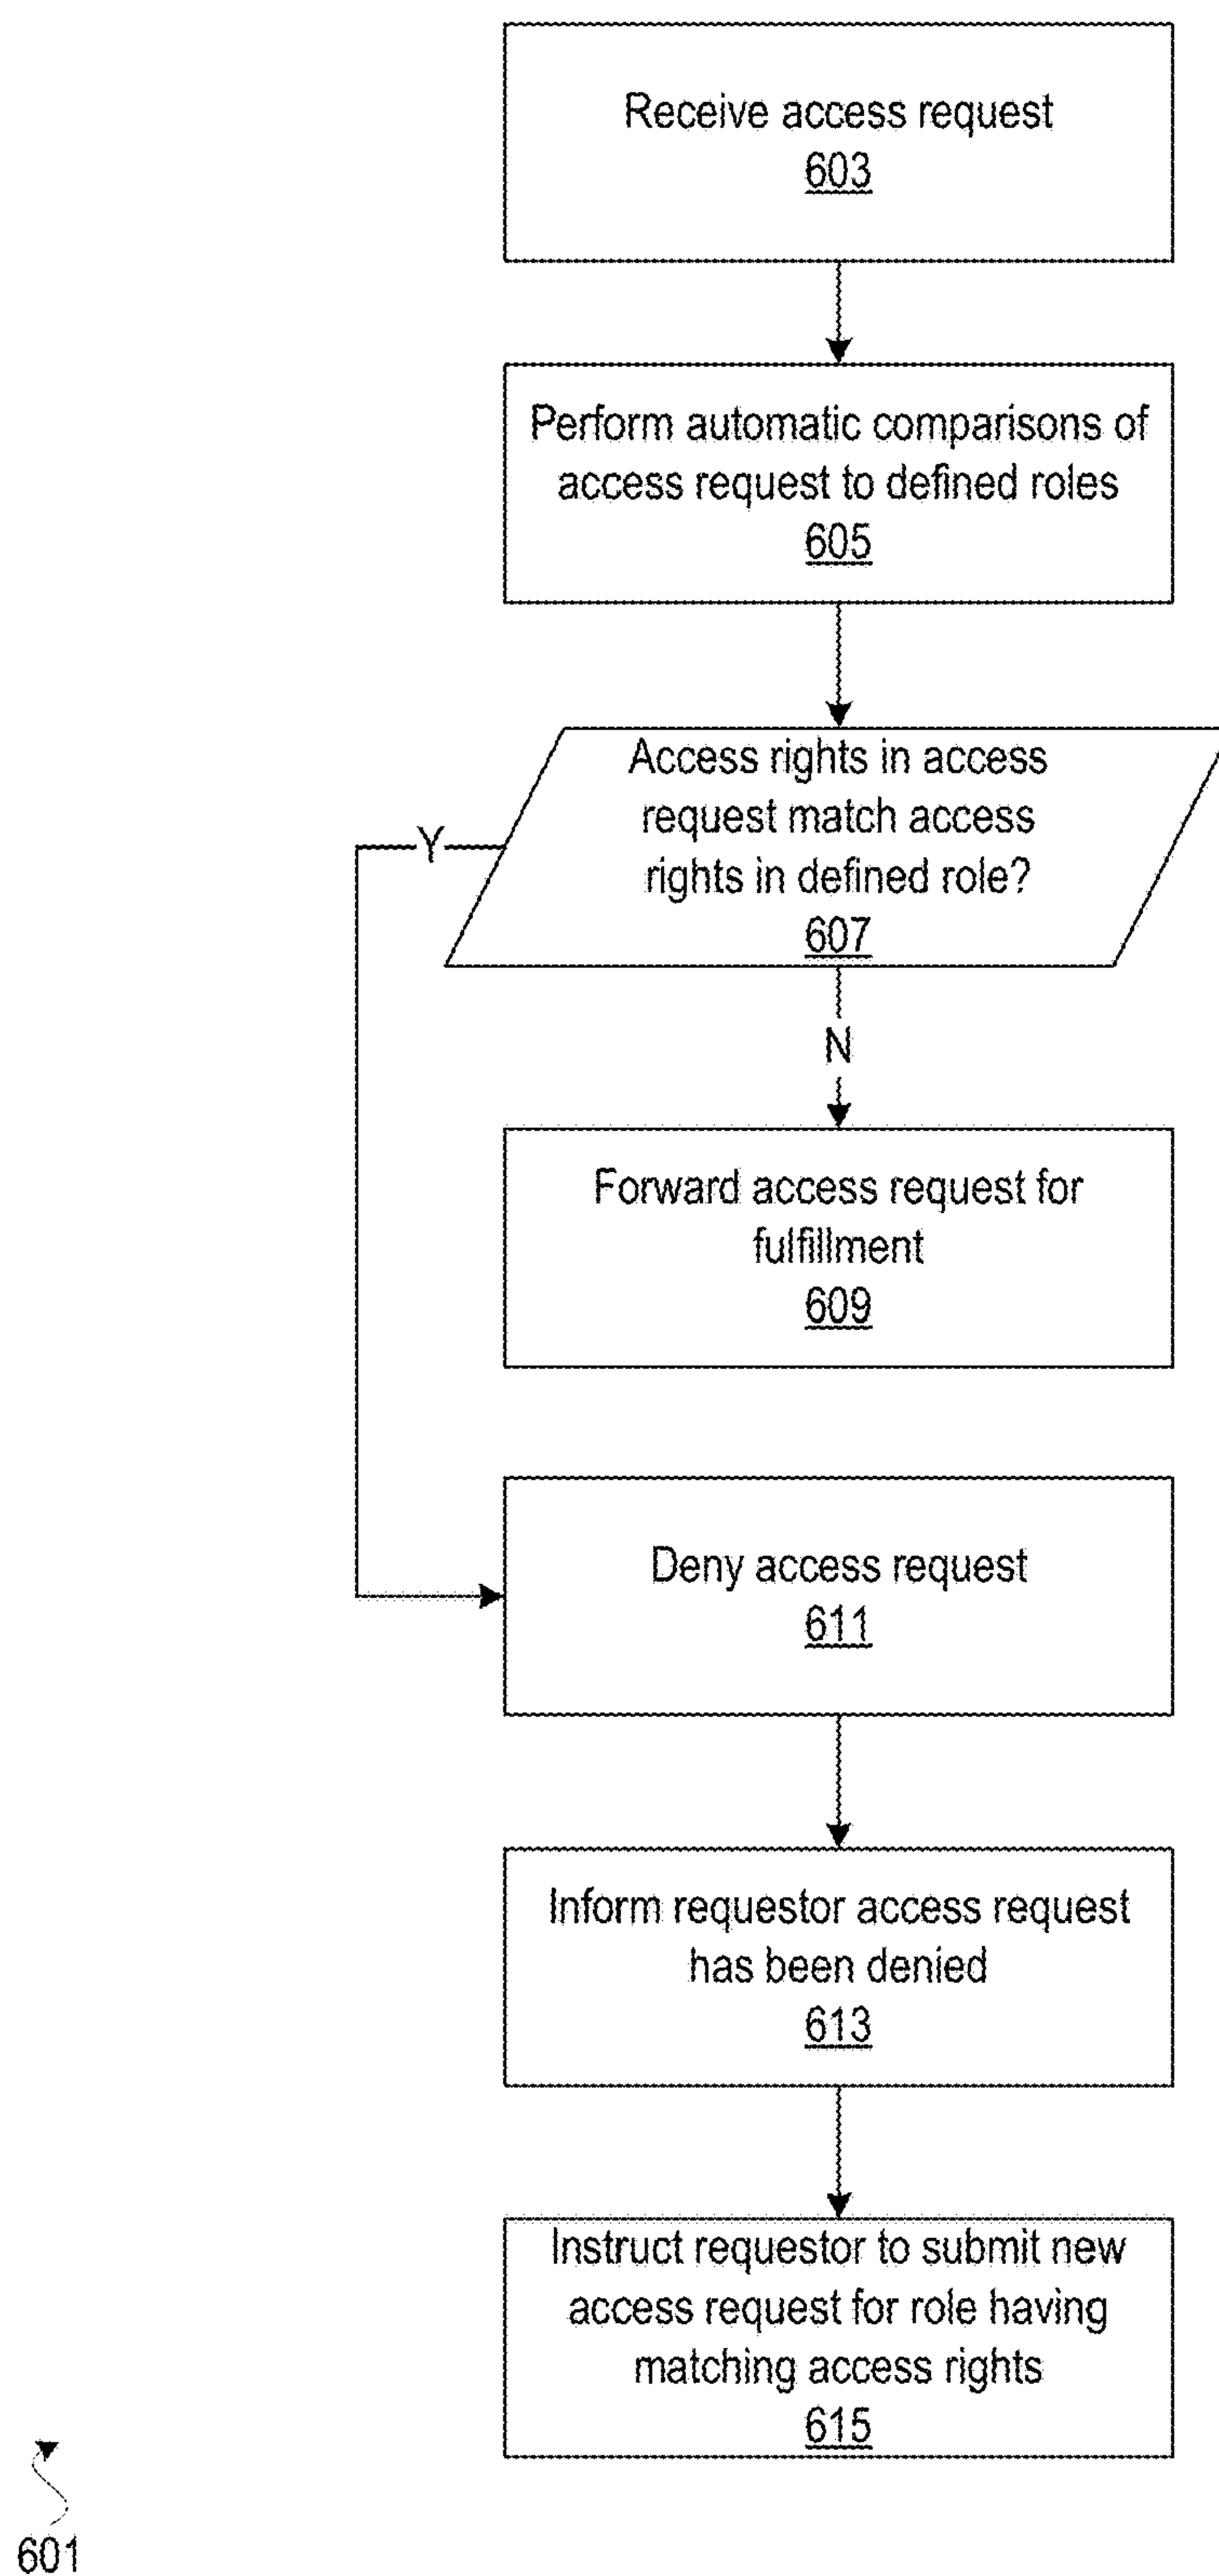 Receive access request
603
Perform automatic comparisons of
access request to defined roles
605
Access rights in access
request match access
rights in defined role?
607
Y
N
Forward access request for
fulfillment
609
Deny access request
611
Inform requestor access request
has been denied
613
Instruct requestor to submit new
access request for role having
matching access rights
615
601